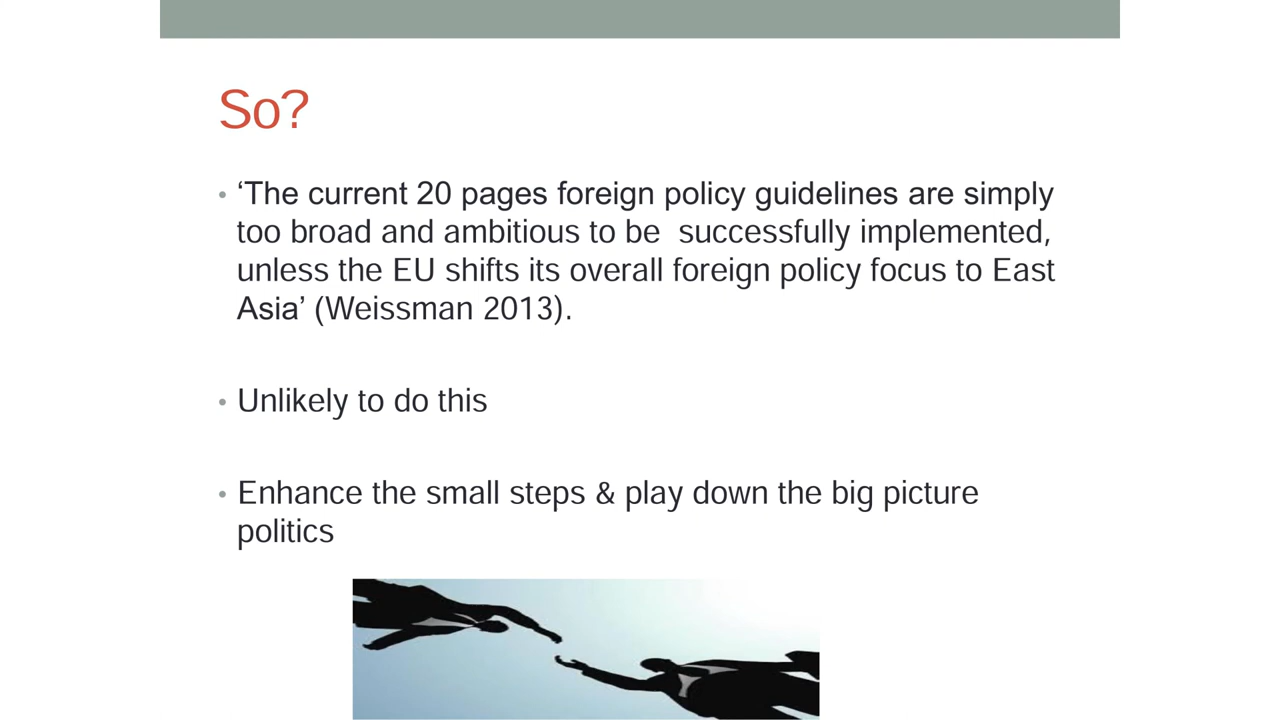 So?
• ‘The current 20 pages foreign policy guidelines are simply
too broad and ambitious to be  successfully implemented,
unless the EU shifts its overall foreign policy focus to East
Asia’ (Weissman 2013).
• Unlikely to do this
• Enhance the small steps & play down the big picture
politics